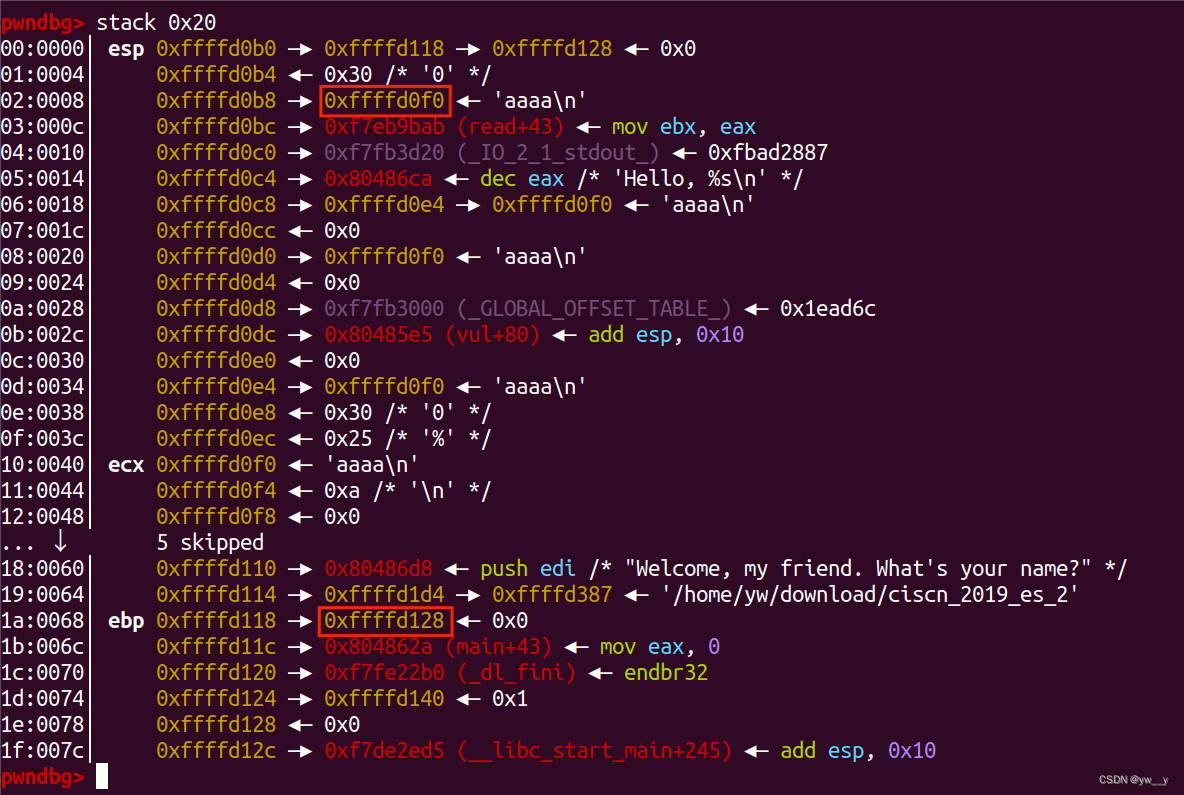 pwndbg> stack 0x20
00:0000│ esp 0xffffd0b0 —▸ 0xffffd118 —▸ 0xffffd128 ◂— 0x0
01:0004│     0xffffd0b4 ◂— 0x30 /* '0' */
02:0008│     0xffffd0b8 —▸ 0xffffd0f0 ◂— 'aaaa\n'
03:000c│     0xffffd0bc —▸ 0xf7eb9bab (read+43) ◂— mov ebx, eax
04:0010│     0xffffd0c0 —▸ 0xf7fb3d20 (_IO_2_1_stdout_) ◂— 0xfbad2887
05:0014│     0xffffd0c4 —▸ 0x80486ca ◂— dec eax /* 'Hello, %s\n' */
06:0018│     0xffffd0c8 —▸ 0xffffd0e4 —▸ 0xffffd0f0 ◂— 'aaaa\n'
07:001c│     0xffffd0cc ◂— 0x0
08:0020│     0xffffd0d0 —▸ 0xffffd0f0 ◂— 'aaaa\n'
09:0024│     0xffffd0d4 ◂— 0x0
0a:0028│     0xffffd0d8 —▸ 0xf7fb3000 (_GLOBAL_OFFSET_TABLE_) ◂— 0x1ead6c
0b:002c│     0xffffd0dc —▸ 0x80485e5 (vul+80) ◂— add esp, 0x10
0c:0030│     0xffffd0e0 ◂— 0x0
0d:0034│     0xffffd0e4 —▸ 0xffffd0f0 ◂— 'aaaa\n'
0e:0038│     0xffffd0e8 ◂— 0x30 /* '0' */
0f:003c│     0xffffd0ec ◂— 0x25 /* '%' */
10:0040│ ecx 0xffffd0f0 ◂— 'aaaa\n'
11:0044│     0xffffd0f4 ◂— 0xa /* '\n' */
12:0048│     0xffffd0f8 ◂— 0x0
... ↓       5 skipped
18:0060│     0xffffd110 —▸ 0x80486d8 ◂— push edi /* "Welcome, my friend. What's your name?" */
19:0064│     0xffffd114 —▸ 0xffffd1d4 —▸ 0xffffd387 ◂— '/home/yw/download/ciscn_2019_es_2'
1a:0068│ ebp 0xffffd118 —▸ 0xffffd128 ◂— 0x0
1b:006c│     0xffffd11c —▸ 0x804862a (main+43) ◂— mov eax, 0
1c:0070│     0xffffd120 —▸ 0xf7fe22b0 (_dl_fini) ◂— endbr32
1d:0074│     0xffffd124 —▸ 0xffffd140 ◂— 0x1
1e:0078│     0xffffd128 ◂— 0x0
1f:007c│     0xffffd12c —▸ 0xf7de2ed5 (__libc_start_main+245) ◂— add esp, 0x10
pwndbg>
CSDN @yw__y